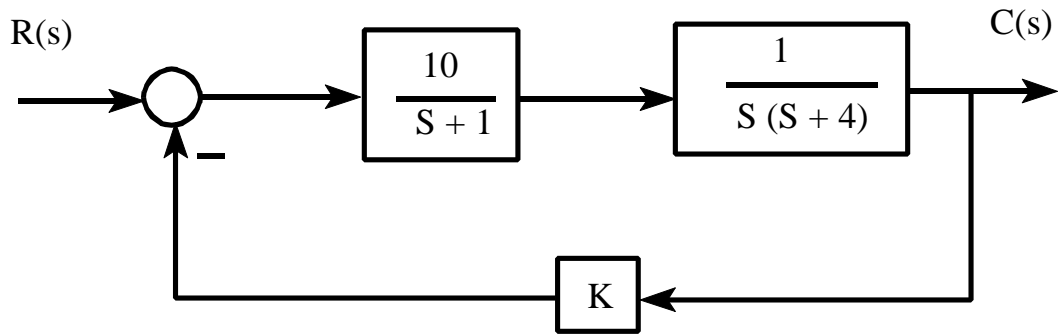 R(s)
10
S + 1
1
S (S + 4)
C(s)
–
K